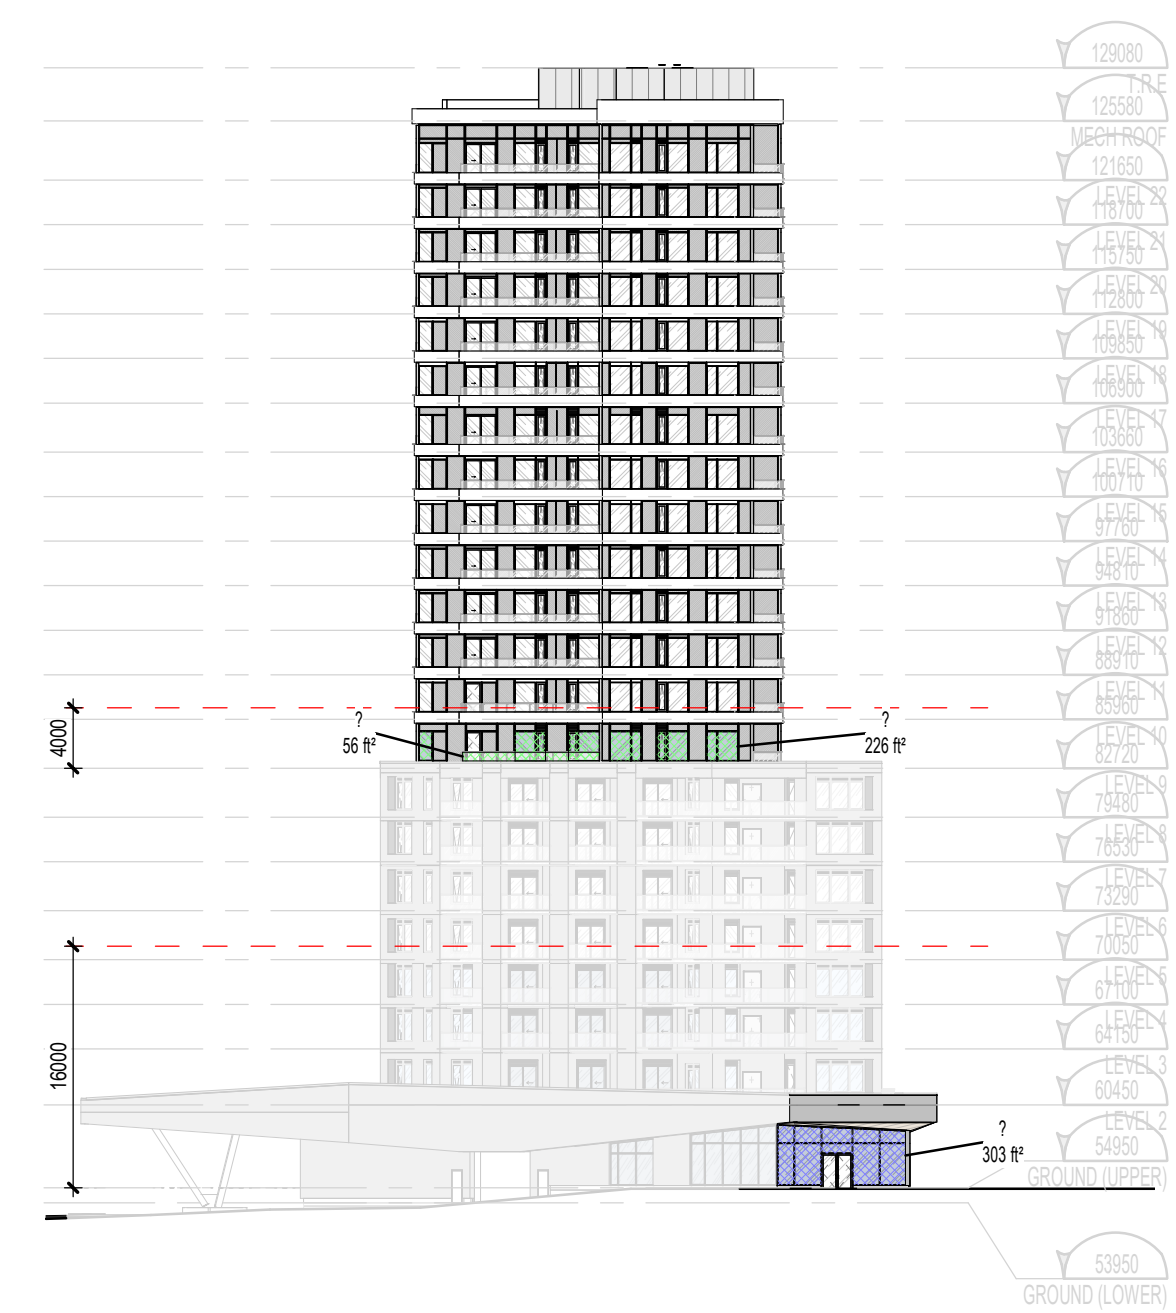 129080
T.R.E
125580
MECH ROOF
121650
LEVEL 22
118700
LEVEL 21
115750
LEVEL 20
112800
LEVEL 19
109850
LEVEL 18
106900
LEVEL 17
103660
LEVEL 16
100710
LEVEL 15
97760
LEVEL 14
94810
LEVEL 13
91860
LEVEL 12
88910
LEVEL 11
85960
LEVEL 10
82720
LEVEL 9
79480
LEVEL 8
76530
LEVEL 7
73290
LEVEL 6
70050
LEVEL 5
67100
LEVEL 4
64150
LEVEL 3
60450
LEVEL 2
54950
GROUND (UPPER)
53950
GROUND (LOWER)
4000
?
56 ft²
?
226 ft²
16000
?
303 ft²